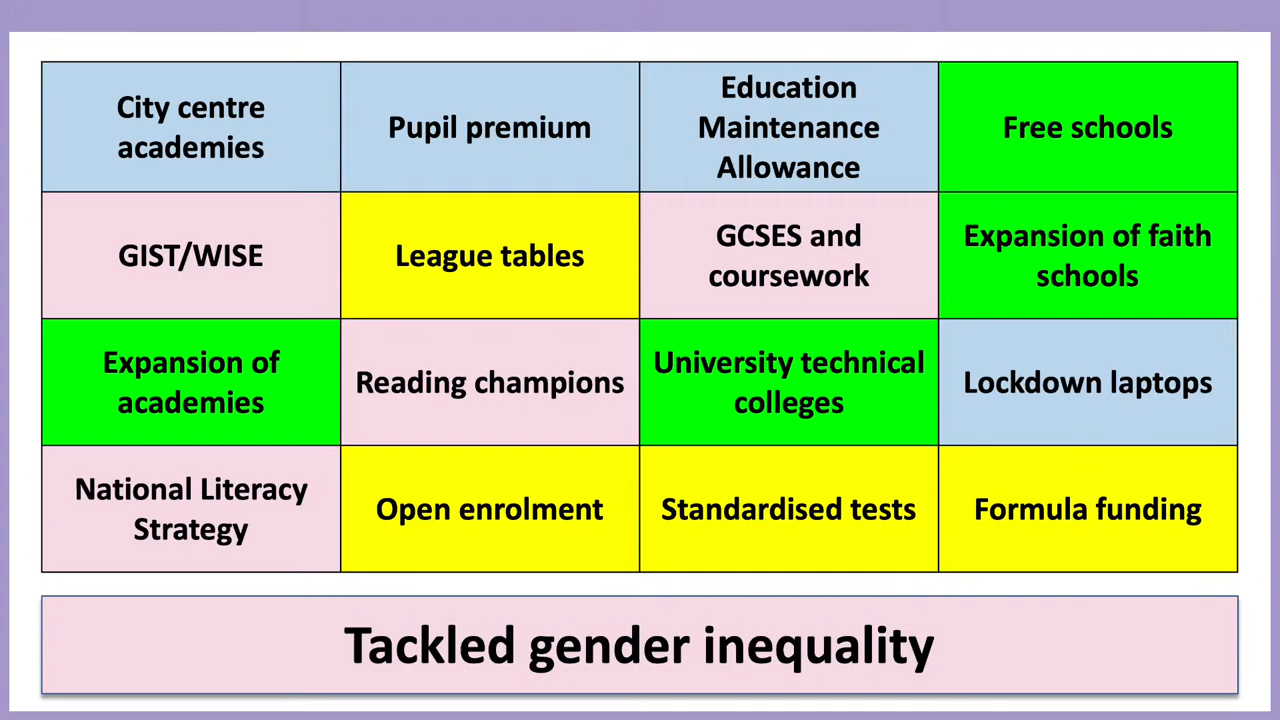 City centre
academies
Pupil premium
Education
Maintenance
Allowance
Free schools
GIST/WISE
League tables
GCSES and
coursework
Expansion of faith
schools
Expansion of
academies
Reading champions
University technical
colleges
Lockdown laptops
National Literacy
Strategy
Open enrolment
Standardised tests
Formula funding
Tackled gender inequality